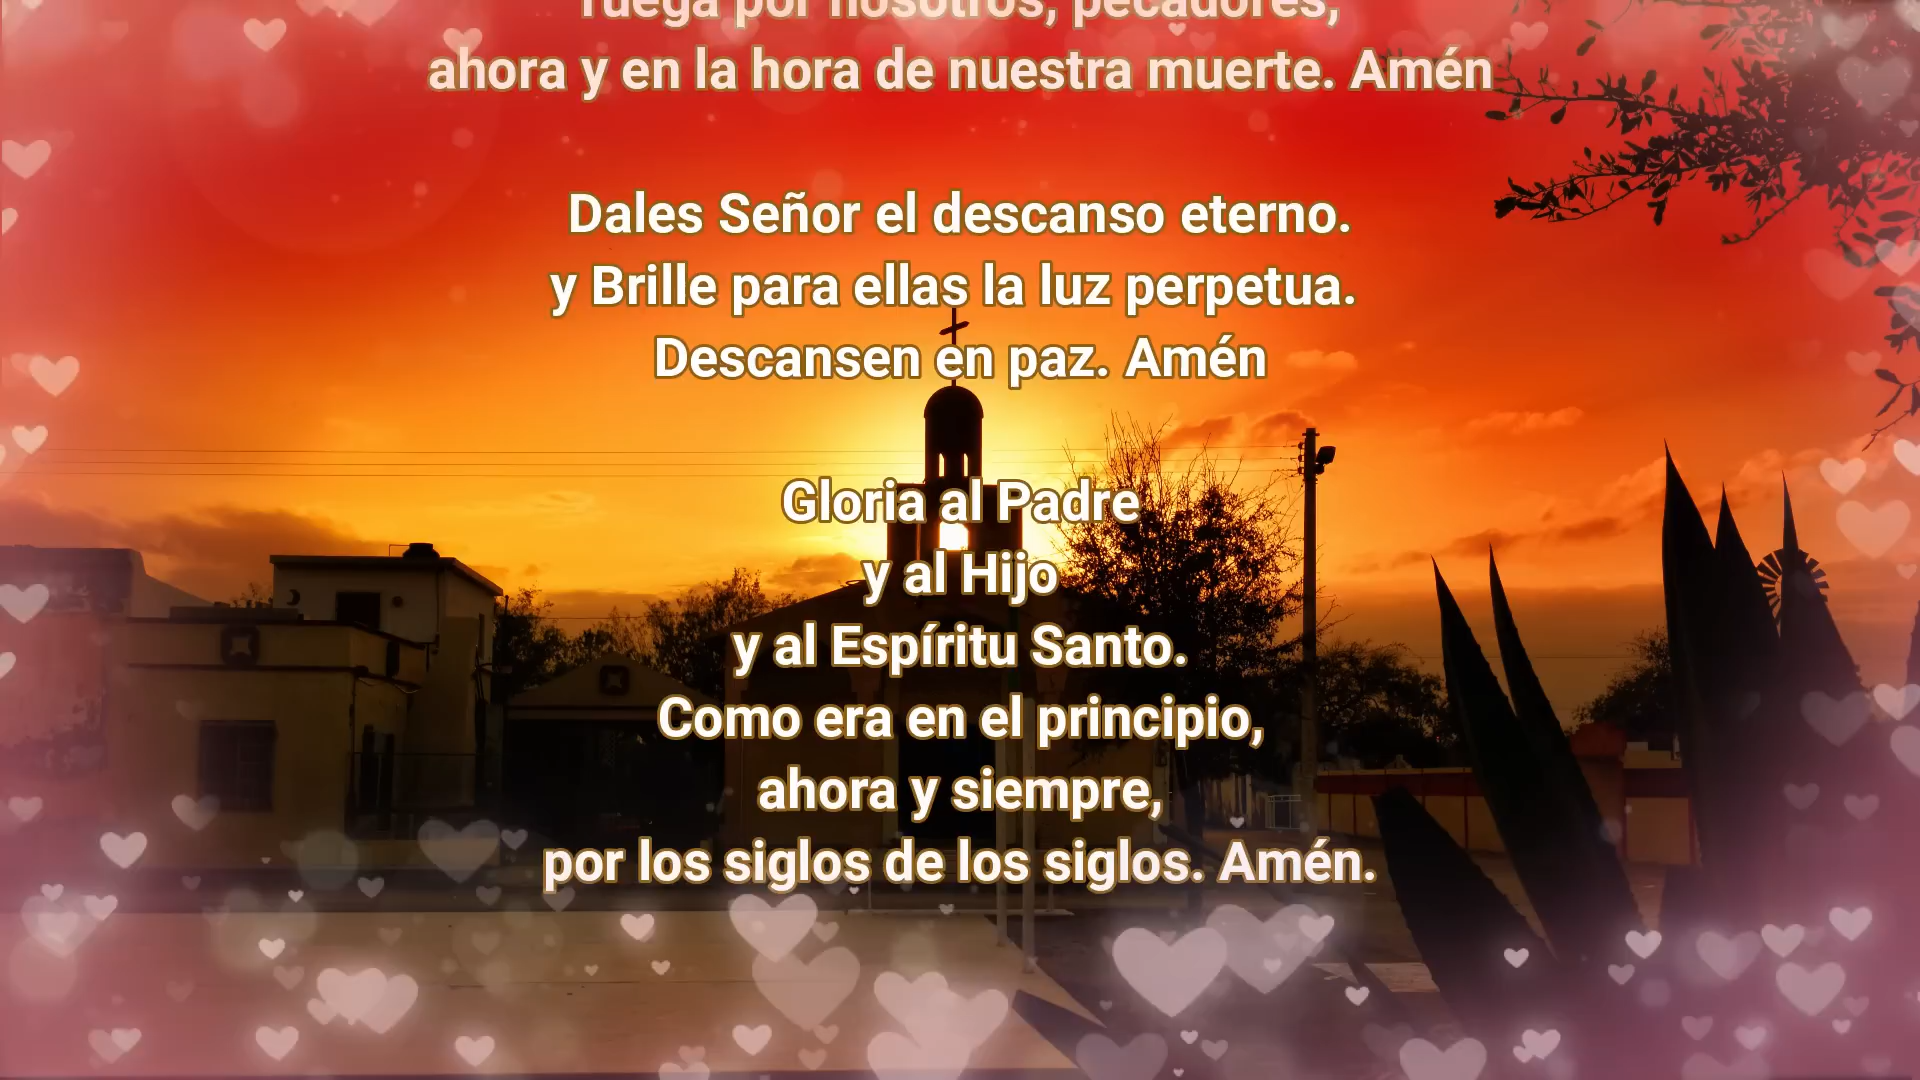 ruega por nosotros, pecadores,
ahora y en la hora de nuestra muerte. Amén
Dales Señor el descanso eterno.
y Brille para ellas la luz perpetua.
Descansen en paz. Amén
Gloria al Padre
y al Hijo
y al Espíritu Santo.
Como era en el principio,
ahora y siempre,
por los siglos de los siglos. Amén.